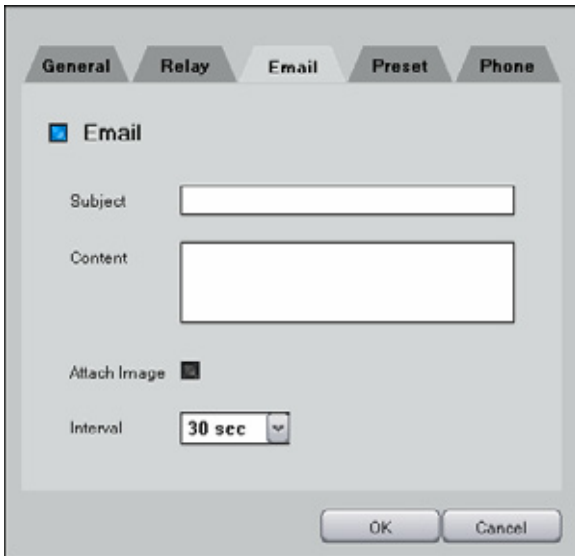 General Relay Email Preset Phone
Email
Subject
Content
Attach Image
Interval 30 sec
OK Cancel